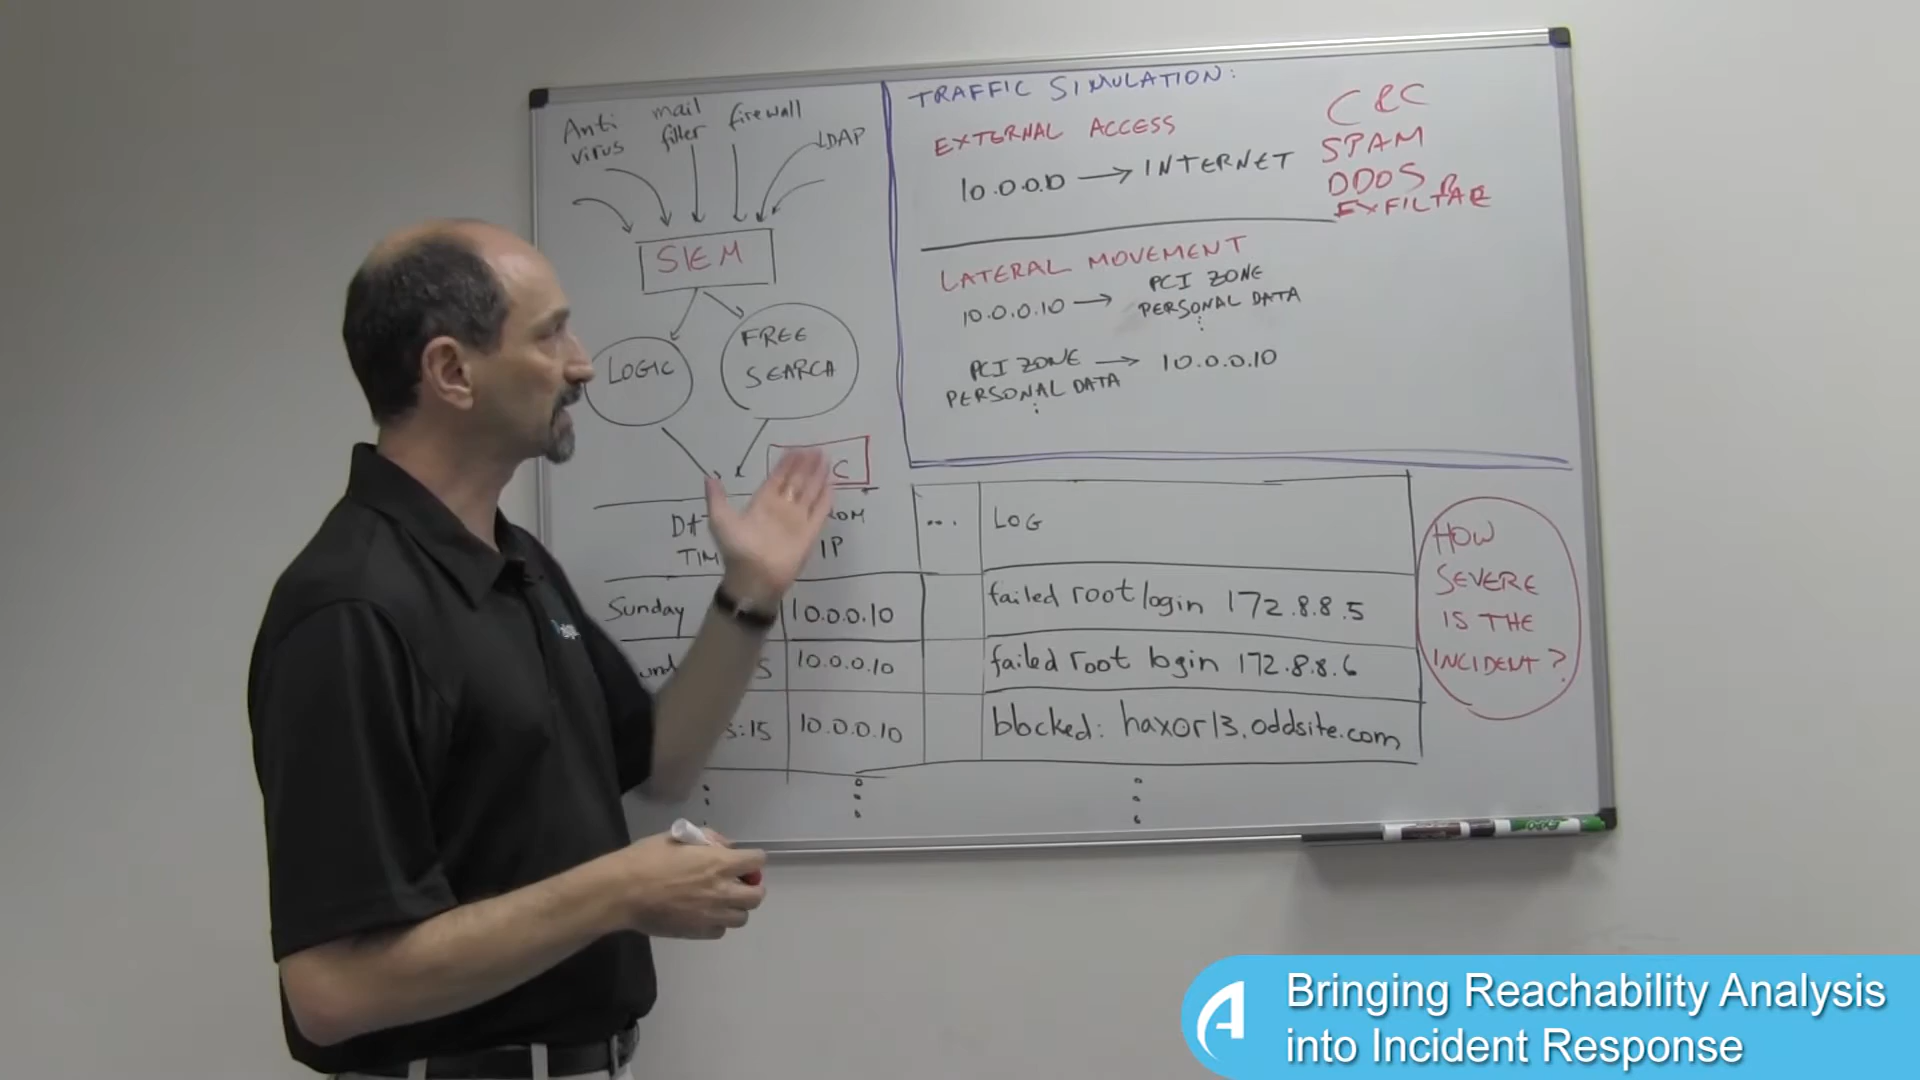 Anti
virus
mail
filter
firewall
LDAP
SIEM
LOGIC
FREE
SEARCH
TRAFFIC SIMULATION:
EXTERNAL ACCESS
10.0.0.10 → INTERNET
C & C
SPAM
DDOS
EXFILTRATE
LATERAL MOVEMENT
10.0.0.10 → PCI ZONE
PERSONAL DATA
PCI ZONE → 10.0.0.10
PERSONAL DATA
IP
... LOG
Sunday 10.0.0.10 failed root login 172.8.8.5
5 10.0.0.10 failed root login 172.8.8.6
:15 10.0.0.10 blocked: haxor13.oddsite.com
HOW
SEVERE
IS THE
INCIDENT?
Bringing Reachability Analysis
into Incident Response